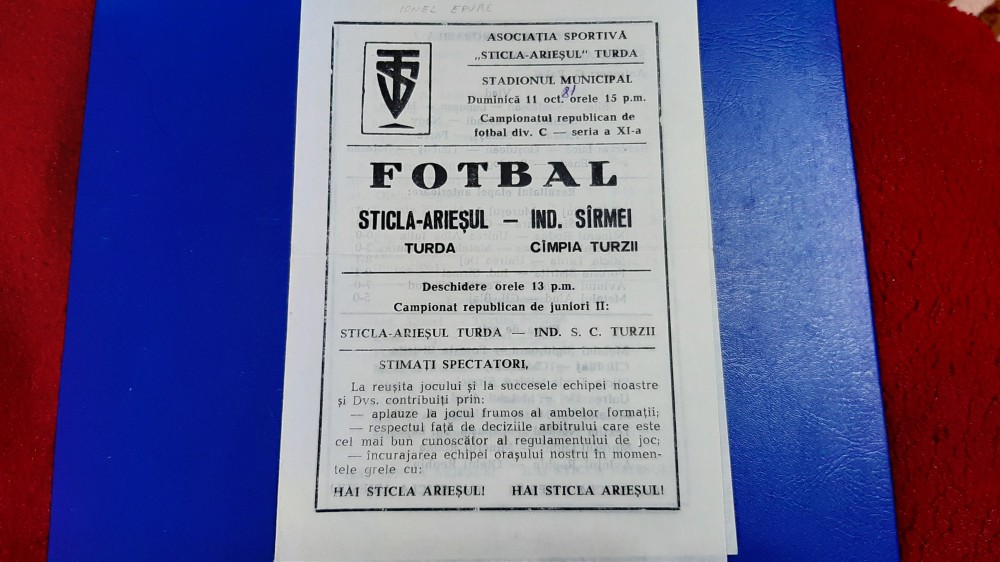 IONEL EPURE
ASOCIAȚIA SPORTIVĂ
„STICLA-ARIEȘUL" TURDA
STADIONUL MUNICIPAL
81
Duminică 11 oct. orele 15 p.m.
Campionatul republican de
fotbal div. C — seria a XI-a
FOTBAL
STICLA-ARIEȘUL — IND. SÎRMEI
TURDA CÎMPIA TURZII
Deschidere orele 13 p.m.
Campionat republican de juniori II:
STICLA-ARIEȘUL TURDA — IND. S. C. TURZII
STIMAȚI SPECTATORI,
La reușita jocului și la succesele echipei noastre
și Dvs. contribuiți prin:
— aplauze la jocul frumos al ambelor formații;
— respectul față de deciziile arbitrului care este
cel mai bun cunoscător al regulamentului de joc;
— încurajarea echipei orașului nostru în momen-
tele grele cu:
HAI STICLA ARIEȘUL! HAI STICLA ARIEȘUL!